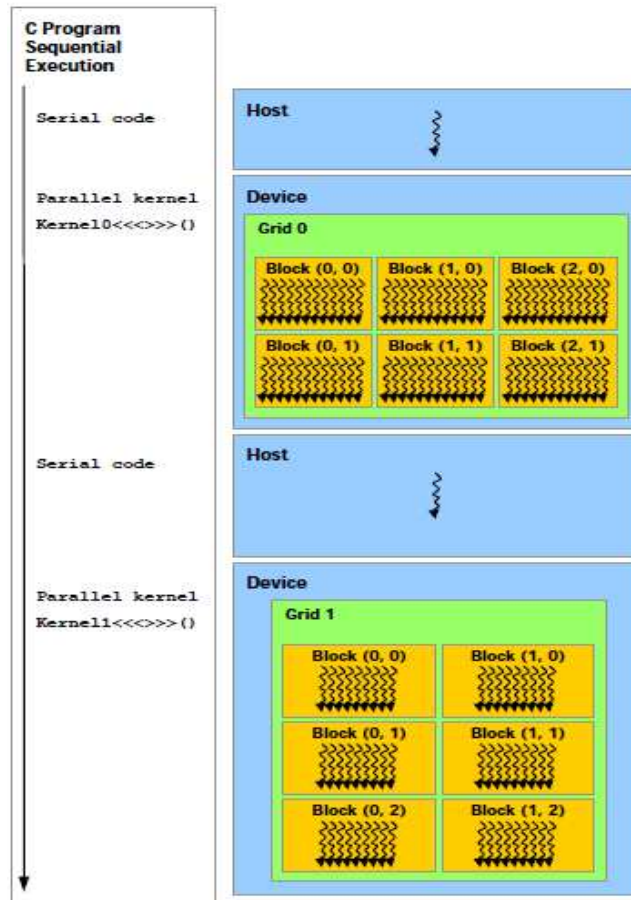 C Program
Sequential
Execution
Serial code
Host
Parallel kernel
Kernel0<<<>>>()
Device
Grid 0
Block (0, 0)
Block (1, 0)
Block (2, 0)
Block (0, 1)
Block (1, 1)
Block (2, 1)
Serial code
Host
Parallel kernel
Kernel1<<<>>>()
Device
Grid 1
Block (0, 0)
Block (1, 0)
Block (0, 1)
Block (1, 1)
Block (0, 2)
Block (1, 2)